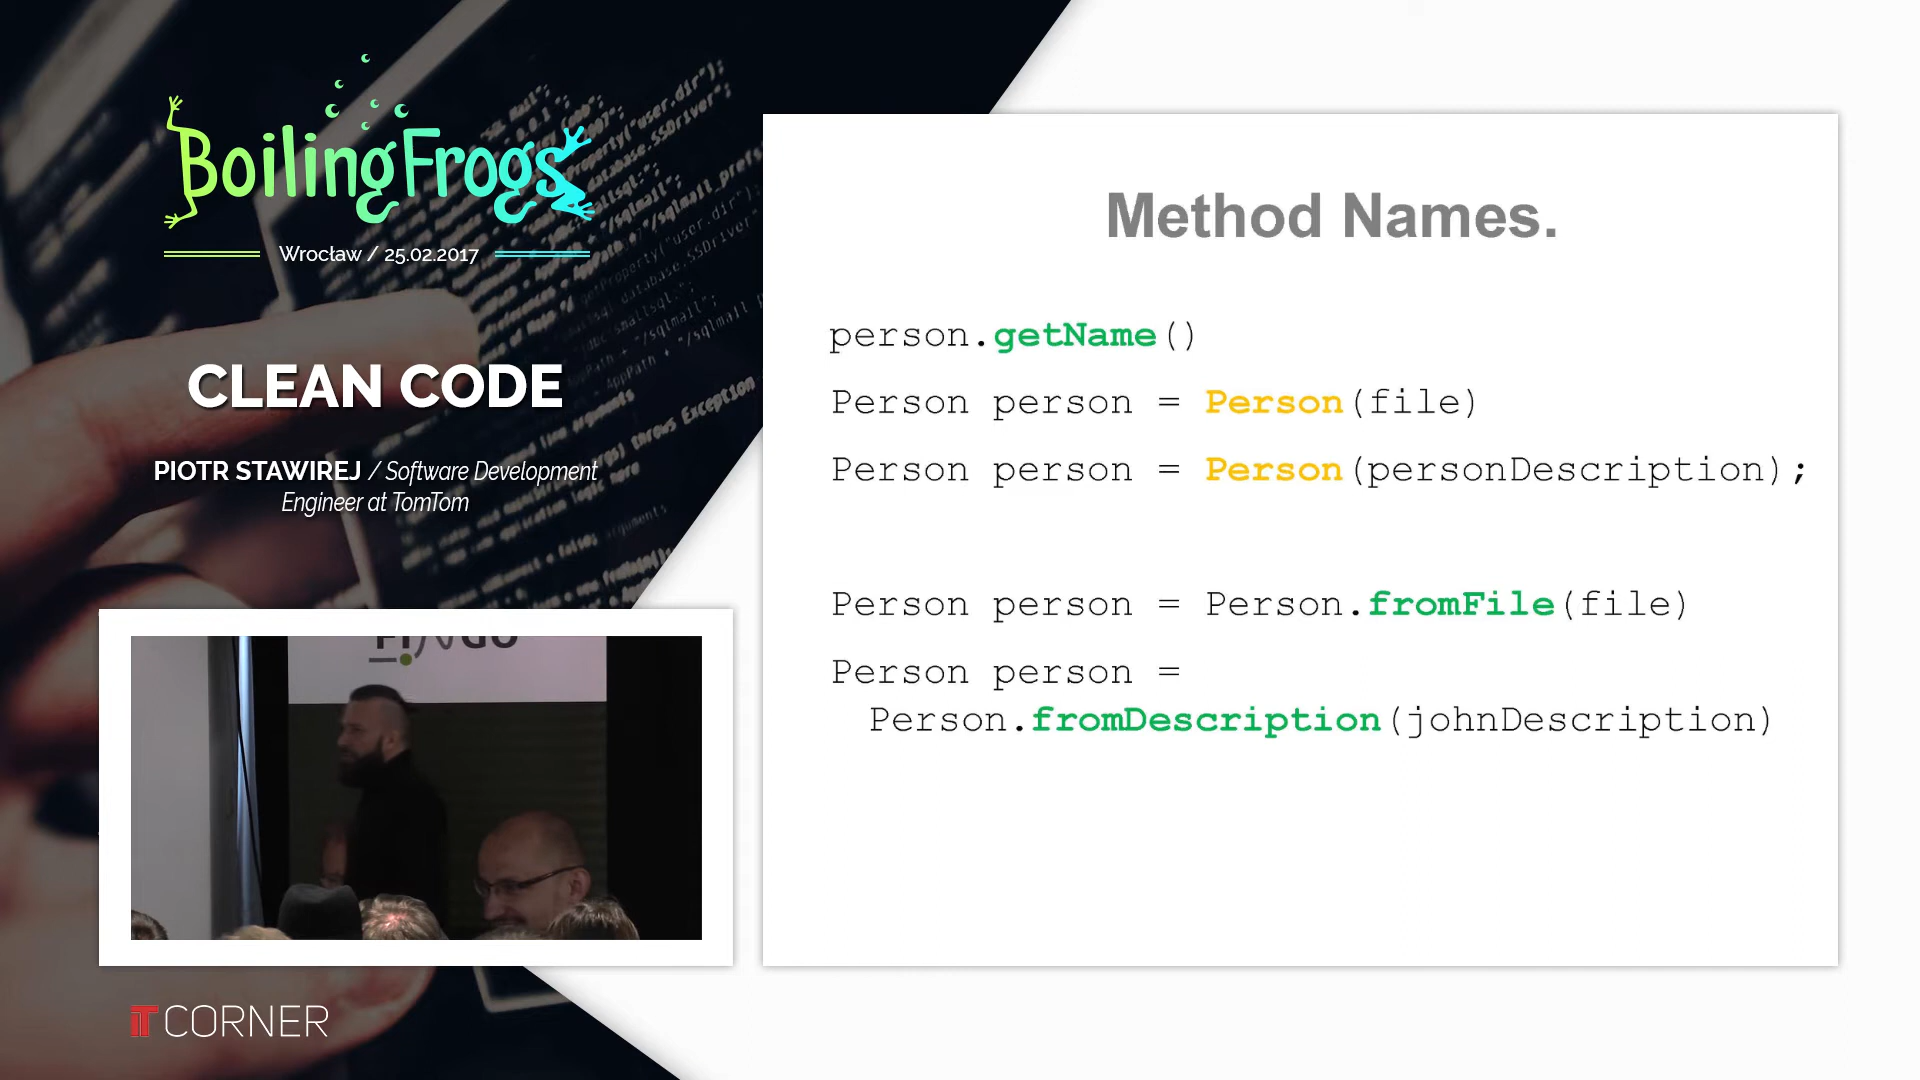 BoilingFrogs
Wrocław / 25.02.2017
CLEAN CODE
PIOTR STAWIREJ / Software Development
Engineer at TomTom
CORNER
Method Names.
person.getName()
Person person = Person(file)
Person person = Person(personDescription);
Person person = Person.fromFile(file)
Person person =
Person.fromDescription(johnDescription)